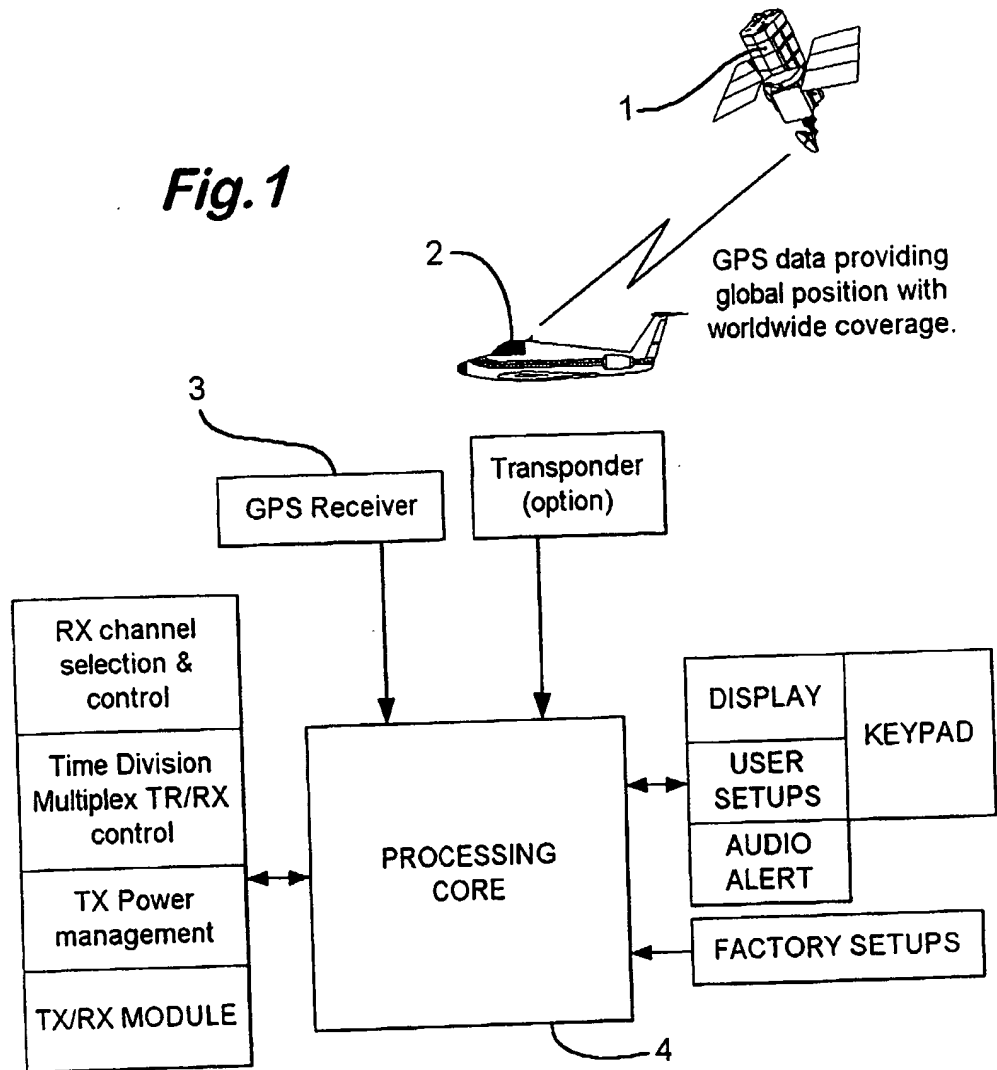 1
Fig.1
2
GPS data providing
global position with
worldwide coverage.
3
GPS Receiver
Transponder
(option)
RX channel
selection &
control
Time Division
Multiplex TR/RX
control
TX Power
management
TX/RX MODULE
PROCESSING
CORE
DISPLAY
KEYPAD
USER
SETUPS
AUDIO
ALERT
FACTORY SETUPS
4